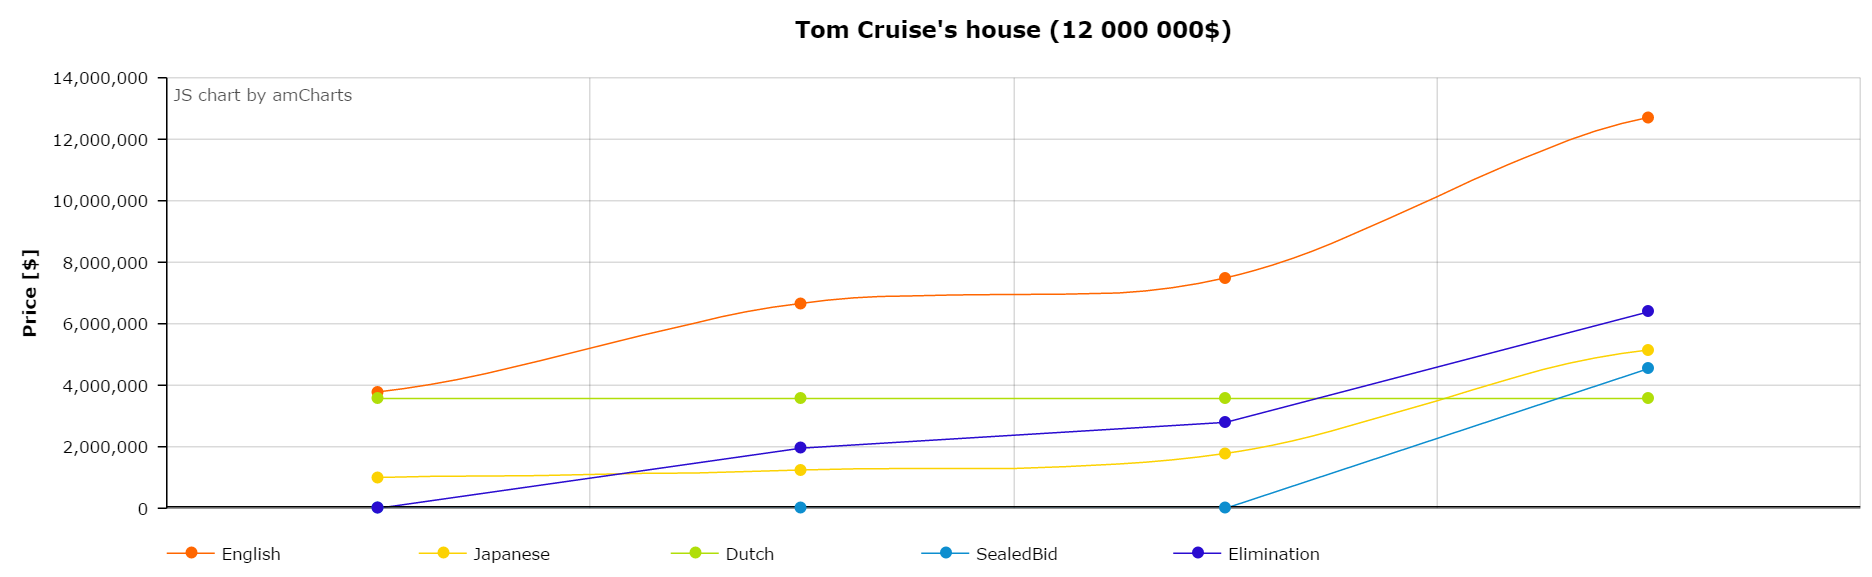 Tom Cruise's house (12 000 000$)
14,000,000
JS chart by amCharts
12,000,000
10,000,000
8,000,000
6,000,000
4,000,000
2,000,000
0
Price [$]
English Japanese Dutch SealedBid Elimination